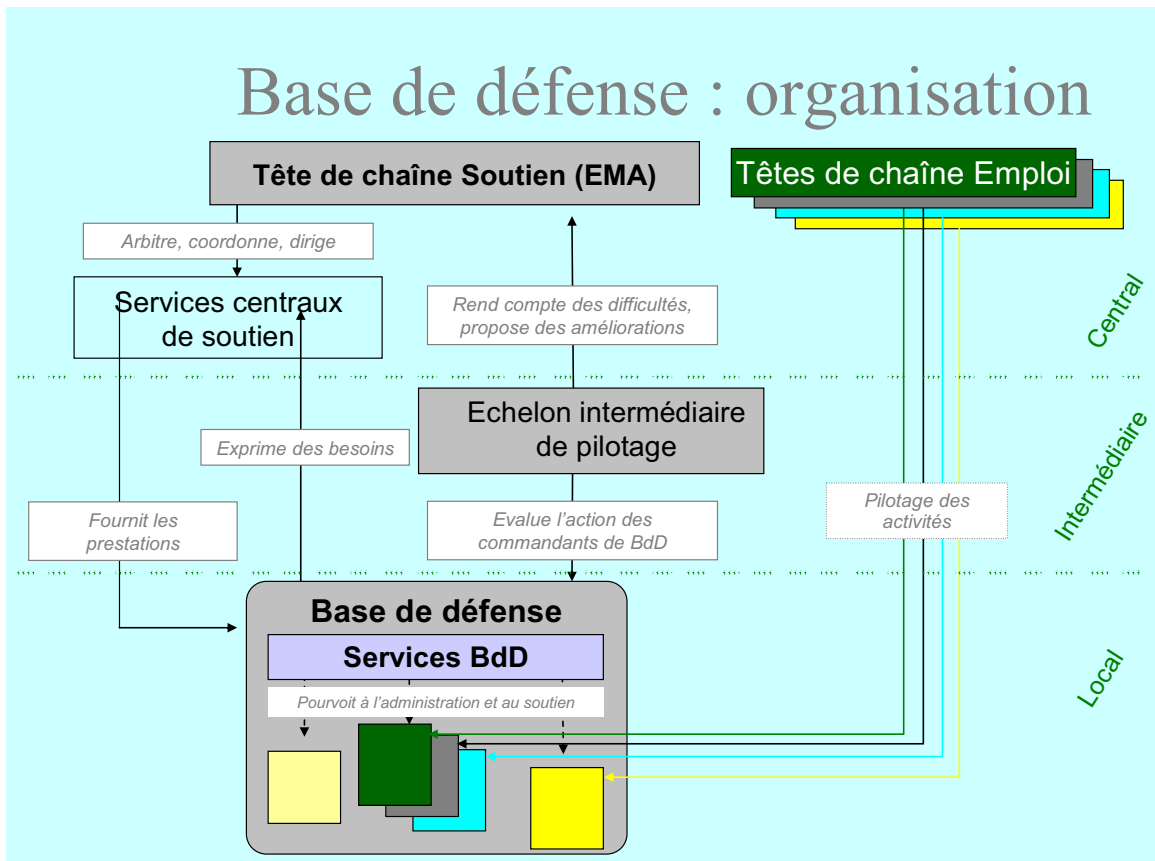 Base de défense : organisation
Tête de chaîne Soutien (EMA)
Têtes de chaîne Emploi
Arbitre, coordonne, dirige
Services centraux
de soutien
Rend compte des difficultés,
propose des améliorations
Central
Echelon intermédiaire
de pilotage
Exprime des besoins
Intermédiaire
Pilotage des
activités
Fournit les
prestations
Evalue l'action des
commandants de BdD
Base de défense
Services BdD
Pourvoit à l'administration et au soutien
Local